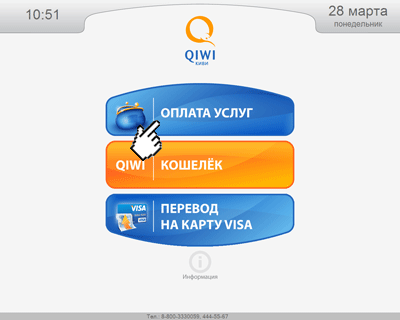 10:51
28 марта
понедельник
QIWI
КИВИ
ОПЛАТА УСЛУГ
QIWI КОШЕЛЁК
VISA
ПЕРЕВОД
НА КАРТУ VISA
Информация
Тел.: 8-800-3330059, 444-55-67